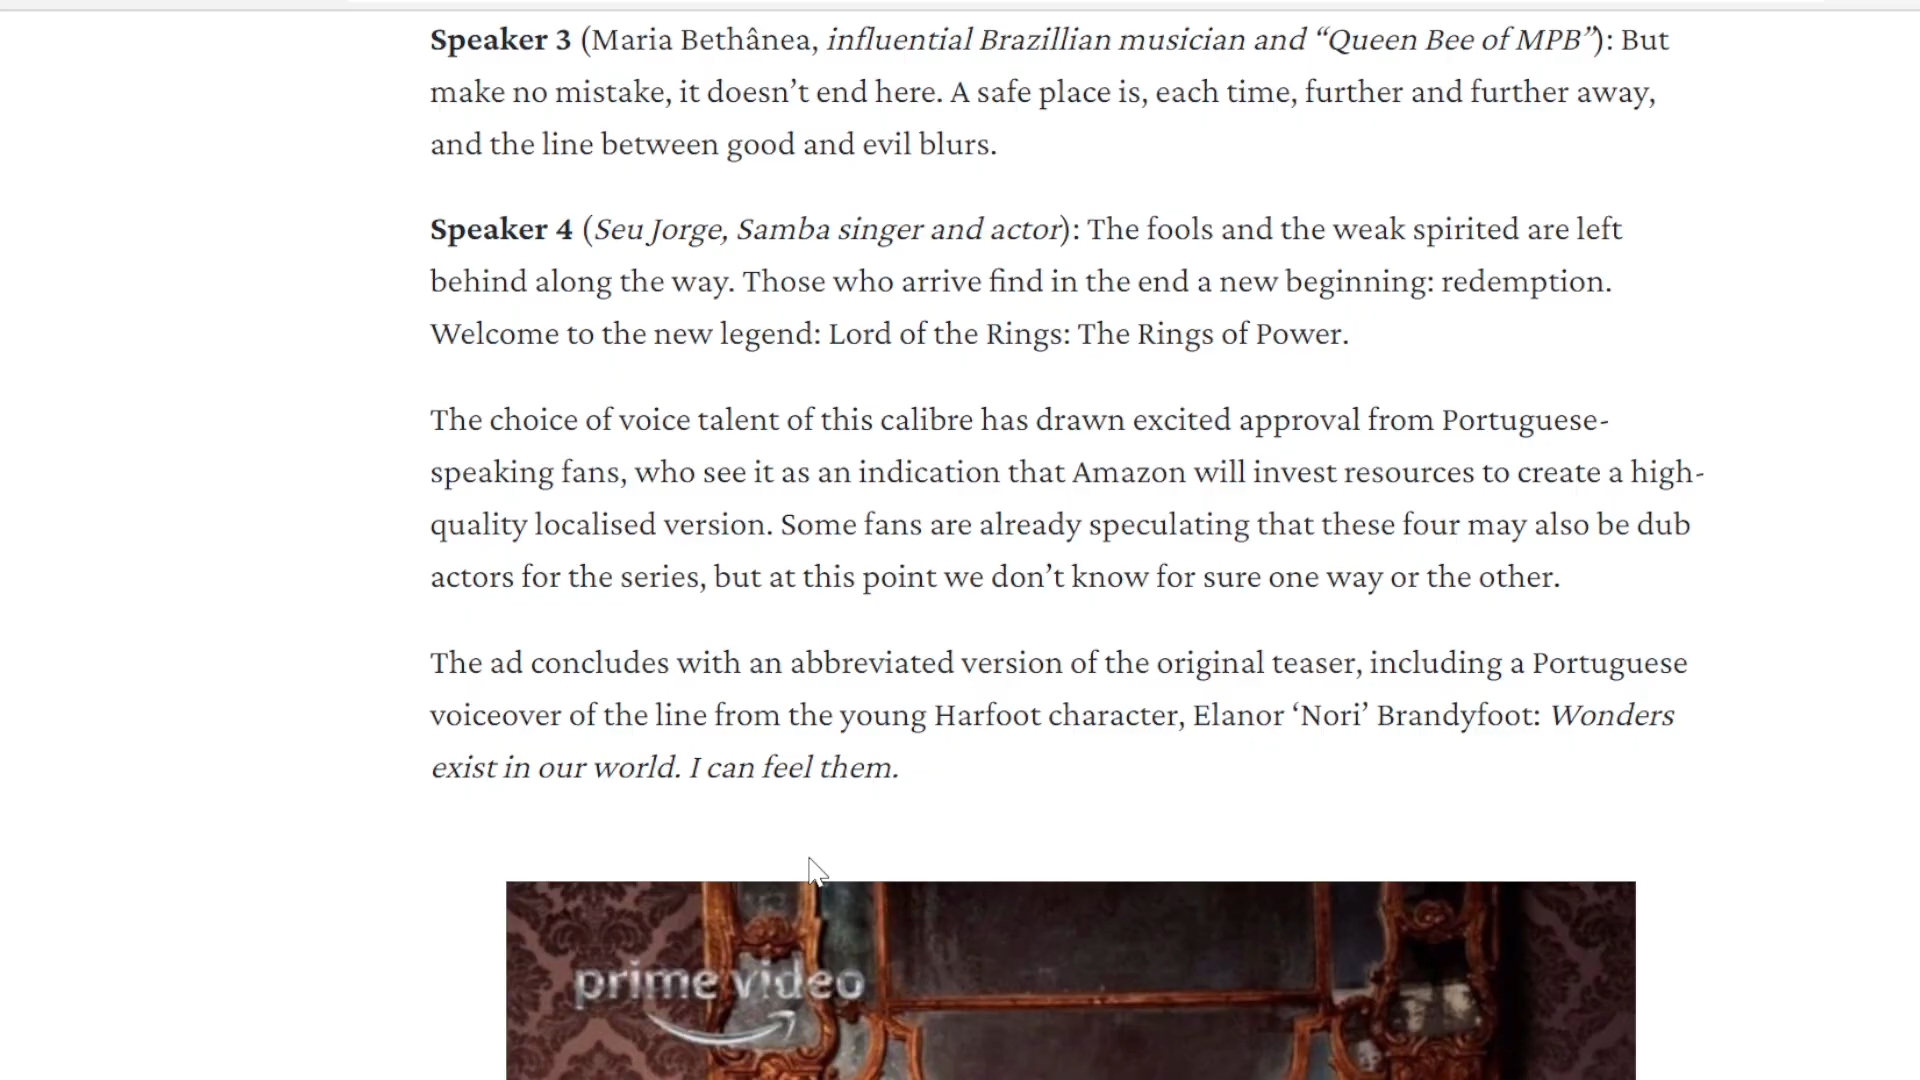 Speaker 3 (Maria Bethânea, influential Brazillian musician and “Queen Bee of MPB”): But
make no mistake, it doesn’t end here. A safe place is, each time, further and further away,
and the line between good and evil blurs.
Speaker 4 (Seu Jorge, Samba singer and actor): The fools and the weak spirited are left
behind along the way. Those who arrive find in the end a new beginning: redemption.
Welcome to the new legend: Lord of the Rings: The Rings of Power.
The choice of voice talent of this calibre has drawn excited approval from Portuguese-
speaking fans, who see it as an indication that Amazon will invest resources to create a high-
quality localised version. Some fans are already speculating that these four may also be dub
actors for the series, but at this point we don’t know for sure one way or the other.
The ad concludes with an abbreviated version of the original teaser, including a Portuguese
voiceover of the line from the young Harfoot character, Elanor ‘Nori’ Brandyfoot: Wonders
exist in our world. I can feel them.
prime video